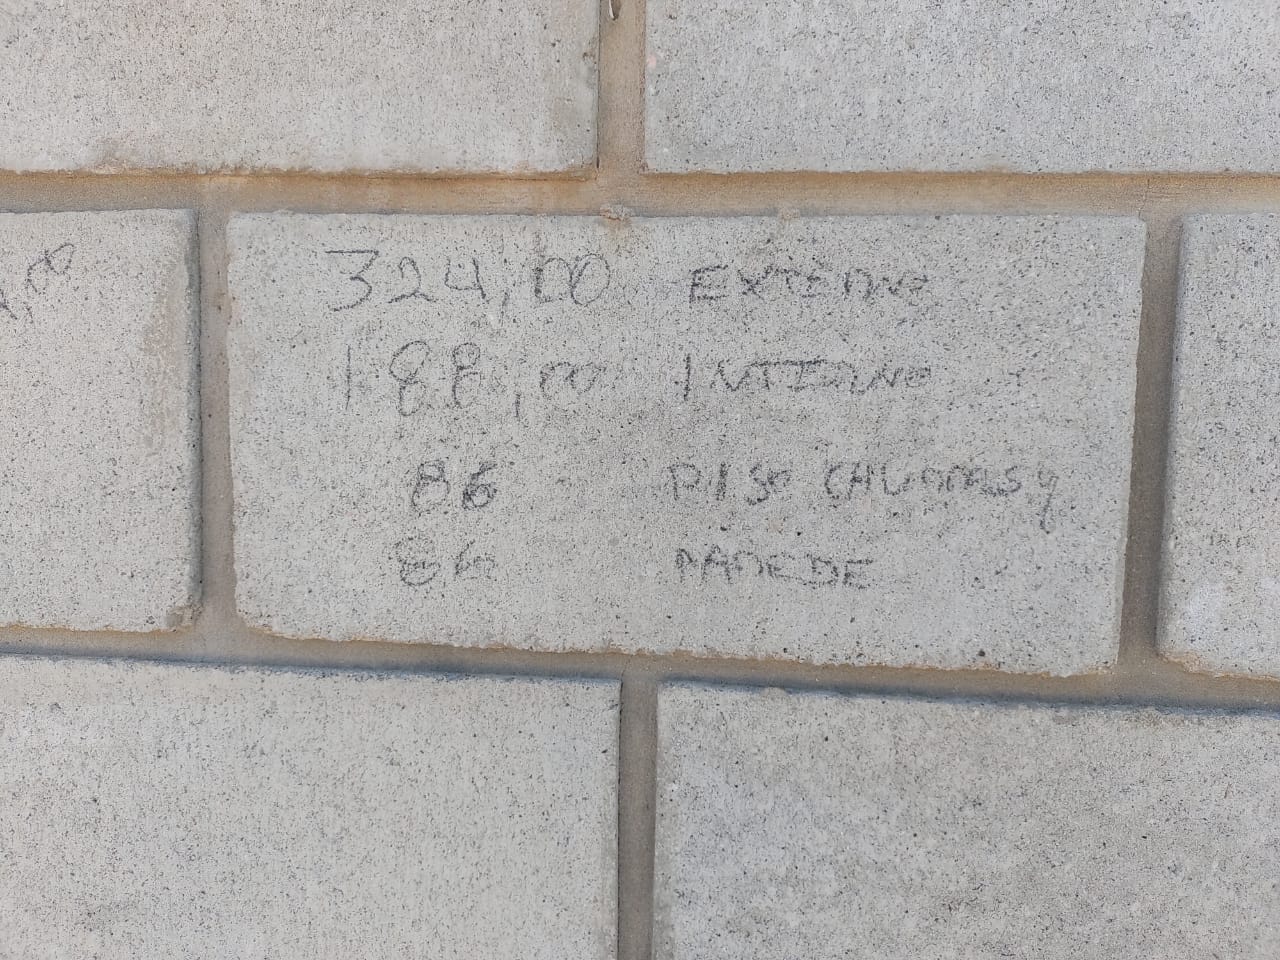 324,00 EXTERNO
188,00 INTERNO
86 PISO
86 PAREDE